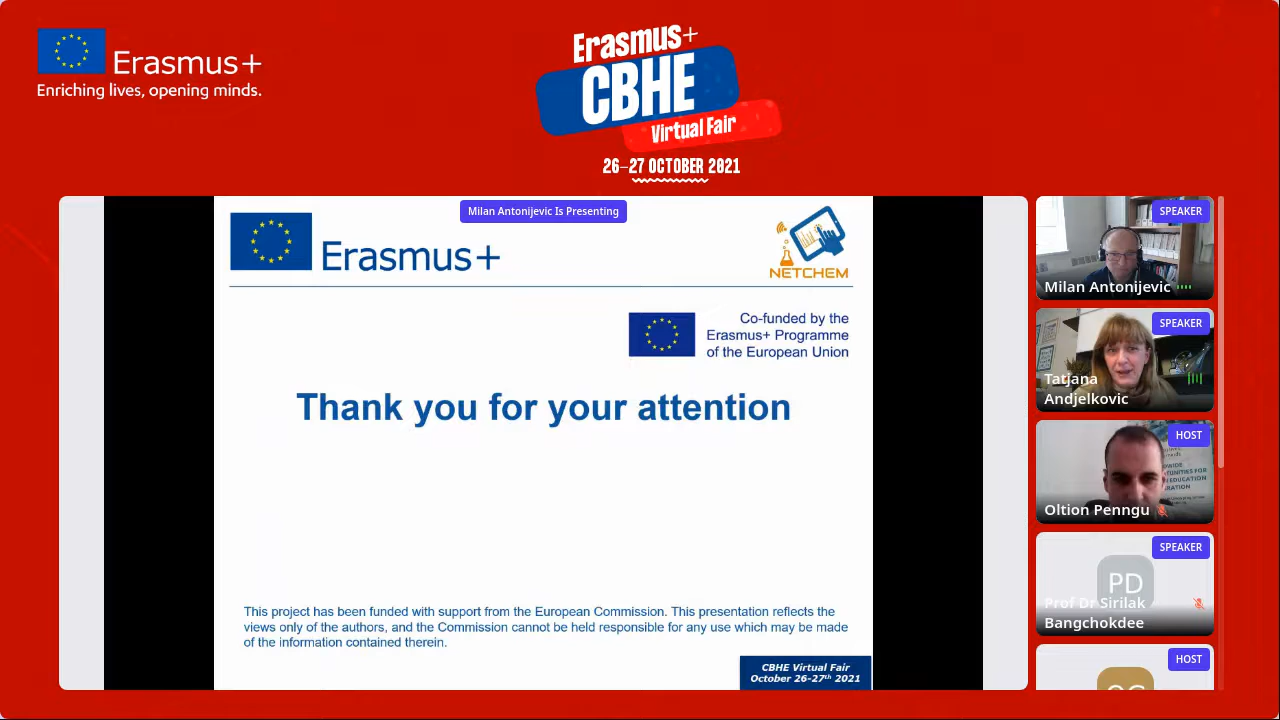 Erasmus+
Enriching lives, opening minds.
Erasmus+
CBHE
Virtual Fair
26–27 OCTOBER 2021
Milan Antonijevic Is Presenting
Erasmus+
NETCHEM
Co-funded by the
Erasmus+ Programme
of the European Union
Thank you for your attention
This project has been funded with support from the European Commission. This presentation reflects the
views only of the authors, and the Commission cannot be held responsible for any use which may be made
of the information contained therein.
CBHE Virtual Fair
October 26-27th 2021
SPEAKER
Milan Antonijevic
SPEAKER
Tatjana
Andjelkovic
HOST
Oltion Penngu
SPEAKER
PD
Prof Dr Sirilak
Bangchokdee
HOST